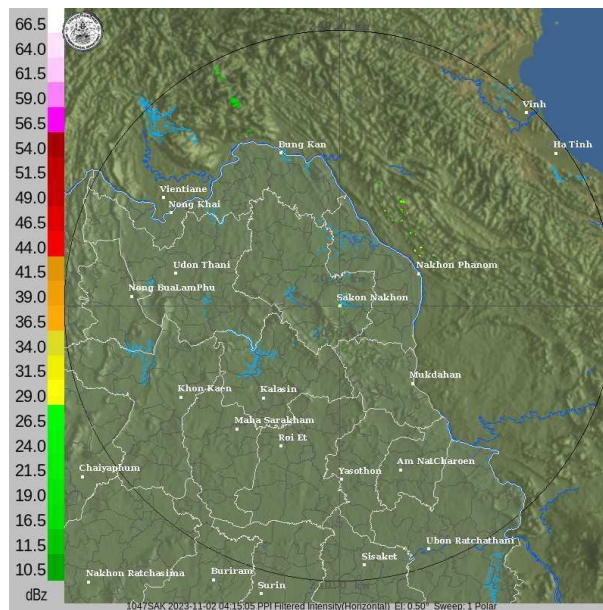 66.5
64.0
61.5
59.0
56.5
54.0
51.5
49.0
46.5
44.0
41.5
39.0
36.5
34.0
31.5
29.0
26.5
24.0
21.5
19.0
16.5
14.0
11.5
10.5
dBz
Vinh
Ha Tinh
Bung Kan
Vientiane
Nong Khai
Udon Thani
Nakhon Phanom
Nong BuaLamPhu
Sakon Nakhon
Mukdahan
Khon Kaen
Kalasin
Maha Sarakham
Roi Et
Chaiyaphum
Yasothon
Am NatCharoen
Ubon Ratchathani
Sisaket
Nakhon Ratchasima
Buriram
Surin
1047SAK 2023-11-02 04:15:05 PPI Filtered Intensity(Horizontal) El: 0.50° Sweep: 1 Polar